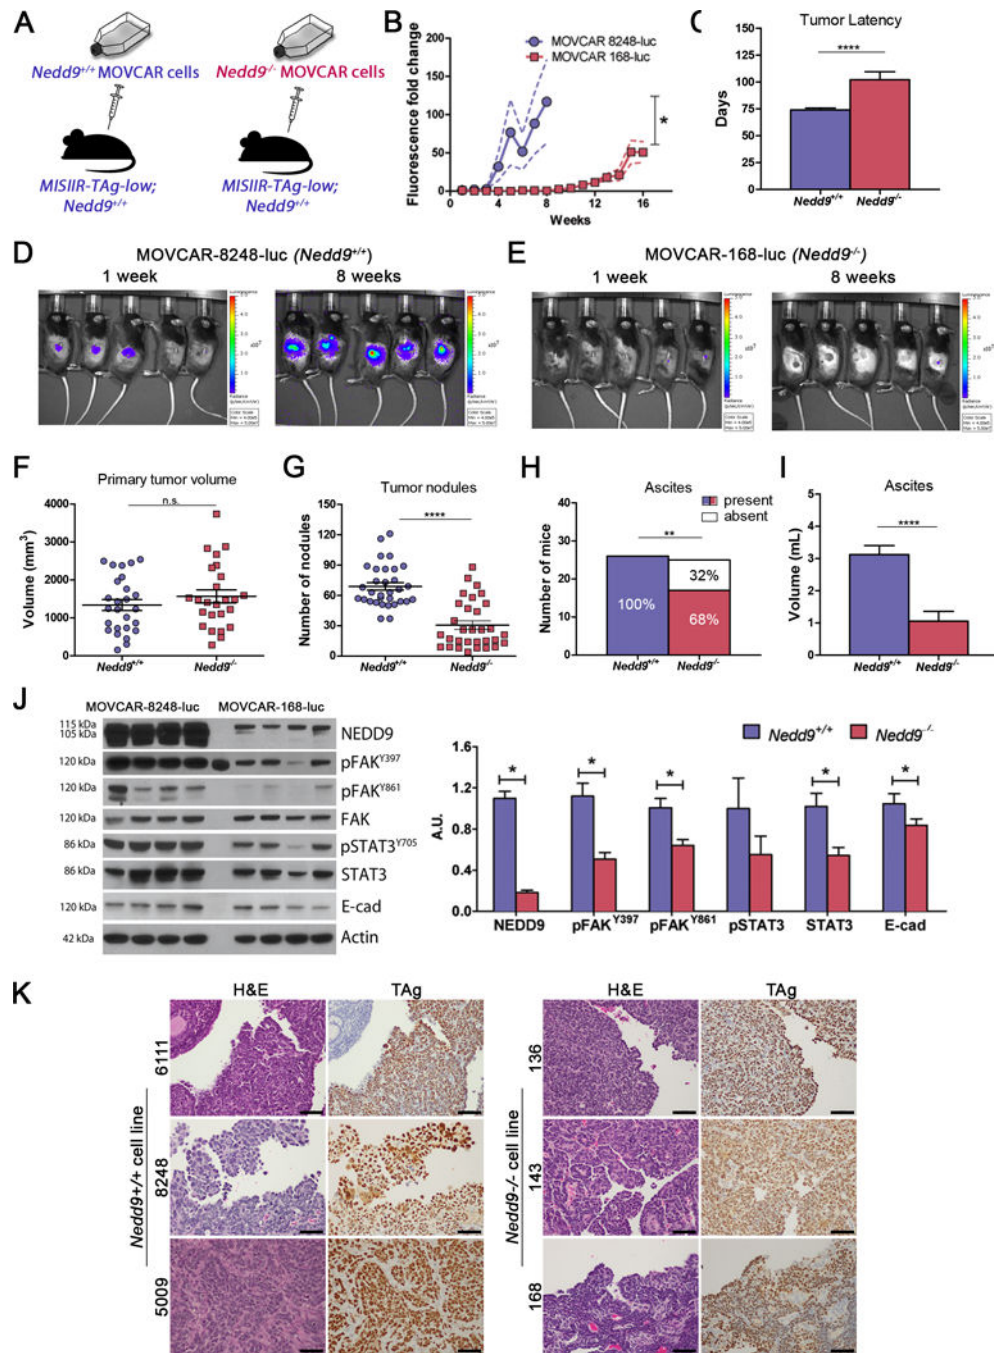 A
Nedd9+/+ MOVCAR cells
Nedd9-/- MOVCAR cells
MISIIR-TAg-low;
Nedd9+/+
MISIIR-TAg-low;
Nedd9+/+
B
MOVCAR 8248-luc
MOVCAR 168-luc
Fluorescence fold change
200
150
100
50
0
0 4 8 12 16
Weeks
*
C
Tumor Latency
****
Days
150
125
100
75
50
25
0
Nedd9+/+ Nedd9-/-
D
MOVCAR-8248-luc (Nedd9+/+)
1 week 8 weeks
E
MOVCAR-168-luc (Nedd9-/-)
1 week 8 weeks
F
Primary tumor volume
n.s.
Volume (mm3)
4000
3000
2000
1000
0
Nedd9+/+ Nedd9-/-
G
Tumor nodules
****
Number of nodules
150
120
90
60
30
0
Nedd9+/+ Nedd9-/-
H
Ascites
present
absent
**
Number of mice
40
30
20
10
0
100%
32%
68%
Nedd9+/+ Nedd9-/-
I
Ascites
****
Volume (mL)
5
4
3
2
1
0
Nedd9+/+ Nedd9-/-
J
MOVCAR-8248-luc MOVCAR-168-luc
115 kDa
105 kDa
NEDD9
120 kDa pFAKY397
120 kDa pFAKY861
120 kDa FAK
86 kDa pSTAT3Y705
86 kDa STAT3
120 kDa E-cad
42 kDa Actin
Nedd9+/+ Nedd9-/-
A.U.
1.6
1.2
0.8
0.4
0.0
* * * * *
NEDD9 pFAKY397 pFAKY861 pSTAT3 STAT3 E-cad
K
H&E TAg
Nedd9+/+ cell line
6111
8248
5009
H&E TAg
Nedd9-/- cell line
136
143
168